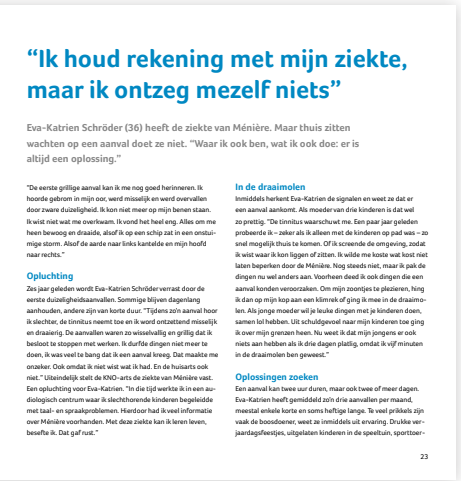 “Ik houd rekening met mijn ziekte,
maar ik ontzeg mezelf niets”
Eva-Katrien Schröder (36) heeft de ziekte van Ménière. Maar thuis zitten
wachten op een aanval doet ze niet. “Waar ik ook ben, wat ik ook doe: er is
altijd een oplossing.”
“De eerste grillige aanval kan ik me nog goed herinneren. Ik
hoorde gebrom in mijn oor, werd misselijk en werd overvallen
door zware duizeligheid. Ik kon niet meer op mijn benen staan.
Ik wist niet wat me overkwam. Ik vond het heel eng. Alles om me
heen bewoog en draaide, alsof ik op een schip zat in een onstui-
mige storm. Alsof de aarde naar links kantelde en mijn hoofd
naar rechts.”
Opluchting
Zes jaar geleden wordt Eva-Katrien Schröder verrast door de
eerste duizeligheidsaanvallen. Sommige blijven dagenlang
aanhouden, andere zijn van korte duur. “Tijdens zo’n aanval hoor
ik slechter, de tinnitus neemt toe en ik word ontzettend misselijk
en draaierig. De aanvallen waren zo wisselvallig en grillig dat ik
besloot te stoppen met werken. Ik durfde dingen niet meer te
doen, ik was veel te bang dat ik een aanval kreeg. Dat maakte me
onzeker. Ook omdat ik niet wist wat ik had. En de huisarts ook
niet.” Uiteindelijk stelt de KNO-arts de ziekte van Ménière vast.
Een opluchting voor Eva-Katrien. “In die tijd werkte ik in een au-
diologisch centrum waar ik slechthorende kinderen begeleidde
met taal- en spraakproblemen. Hierdoor had ik veel informatie
over Ménière voorhanden. Met deze ziekte kan ik leren leven,
besefte ik. Dat gaf rust.”
In de draaimolen
Inmiddels herkent Eva-Katrien de signalen en weet ze dat er
een aanval aankomt. Als moeder van drie kinderen is dat wel
zo prettig. “De tinnitus waarschuwt me. Een paar jaar geleden
probeerde ik – zeker als ik alleen met de kinderen op pad was – zo
snel mogelijk thuis te komen. Of ik screende de omgeving, zodat
ik wist waar ik kon liggen of zitten. Ik wilde me koste wat kost niet
laten beperken door de Ménière. Nog steeds niet, maar ik pak de
dingen nu wel anders aan. Voorheen deed ik ook dingen die een
aanval konden veroorzaken. Om mijn zoontjes te plezieren, hing
ik dan op mijn kop aan een klimrek of ging ik mee in de draaimo-
len. Als jonge moeder wil je leuke dingen met je kinderen doen,
samen lol hebben. Uit schuldgevoel naar mijn kinderen toe ging
ik over mijn grenzen heen. Nu weet ik dat mijn jongens er ook
niets aan hebben als ik drie dagen platlig, omdat ik vijf minuten
in de draaimolen ben geweest.”
Oplossingen zoeken
Een aanval kan twee uur duren, maar ook twee of meer dagen.
Eva-Katrien heeft gemiddeld zo’n drie aanvallen per maand,
meestal enkele korte en soms heftige lange. Te veel prikkels zijn
vaak de boosdoener, weet ze inmiddels uit ervaring. Drukke ver-
jaardagsfeestjes, uitgelaten kinderen in de speeltuin, sporttoer-
23